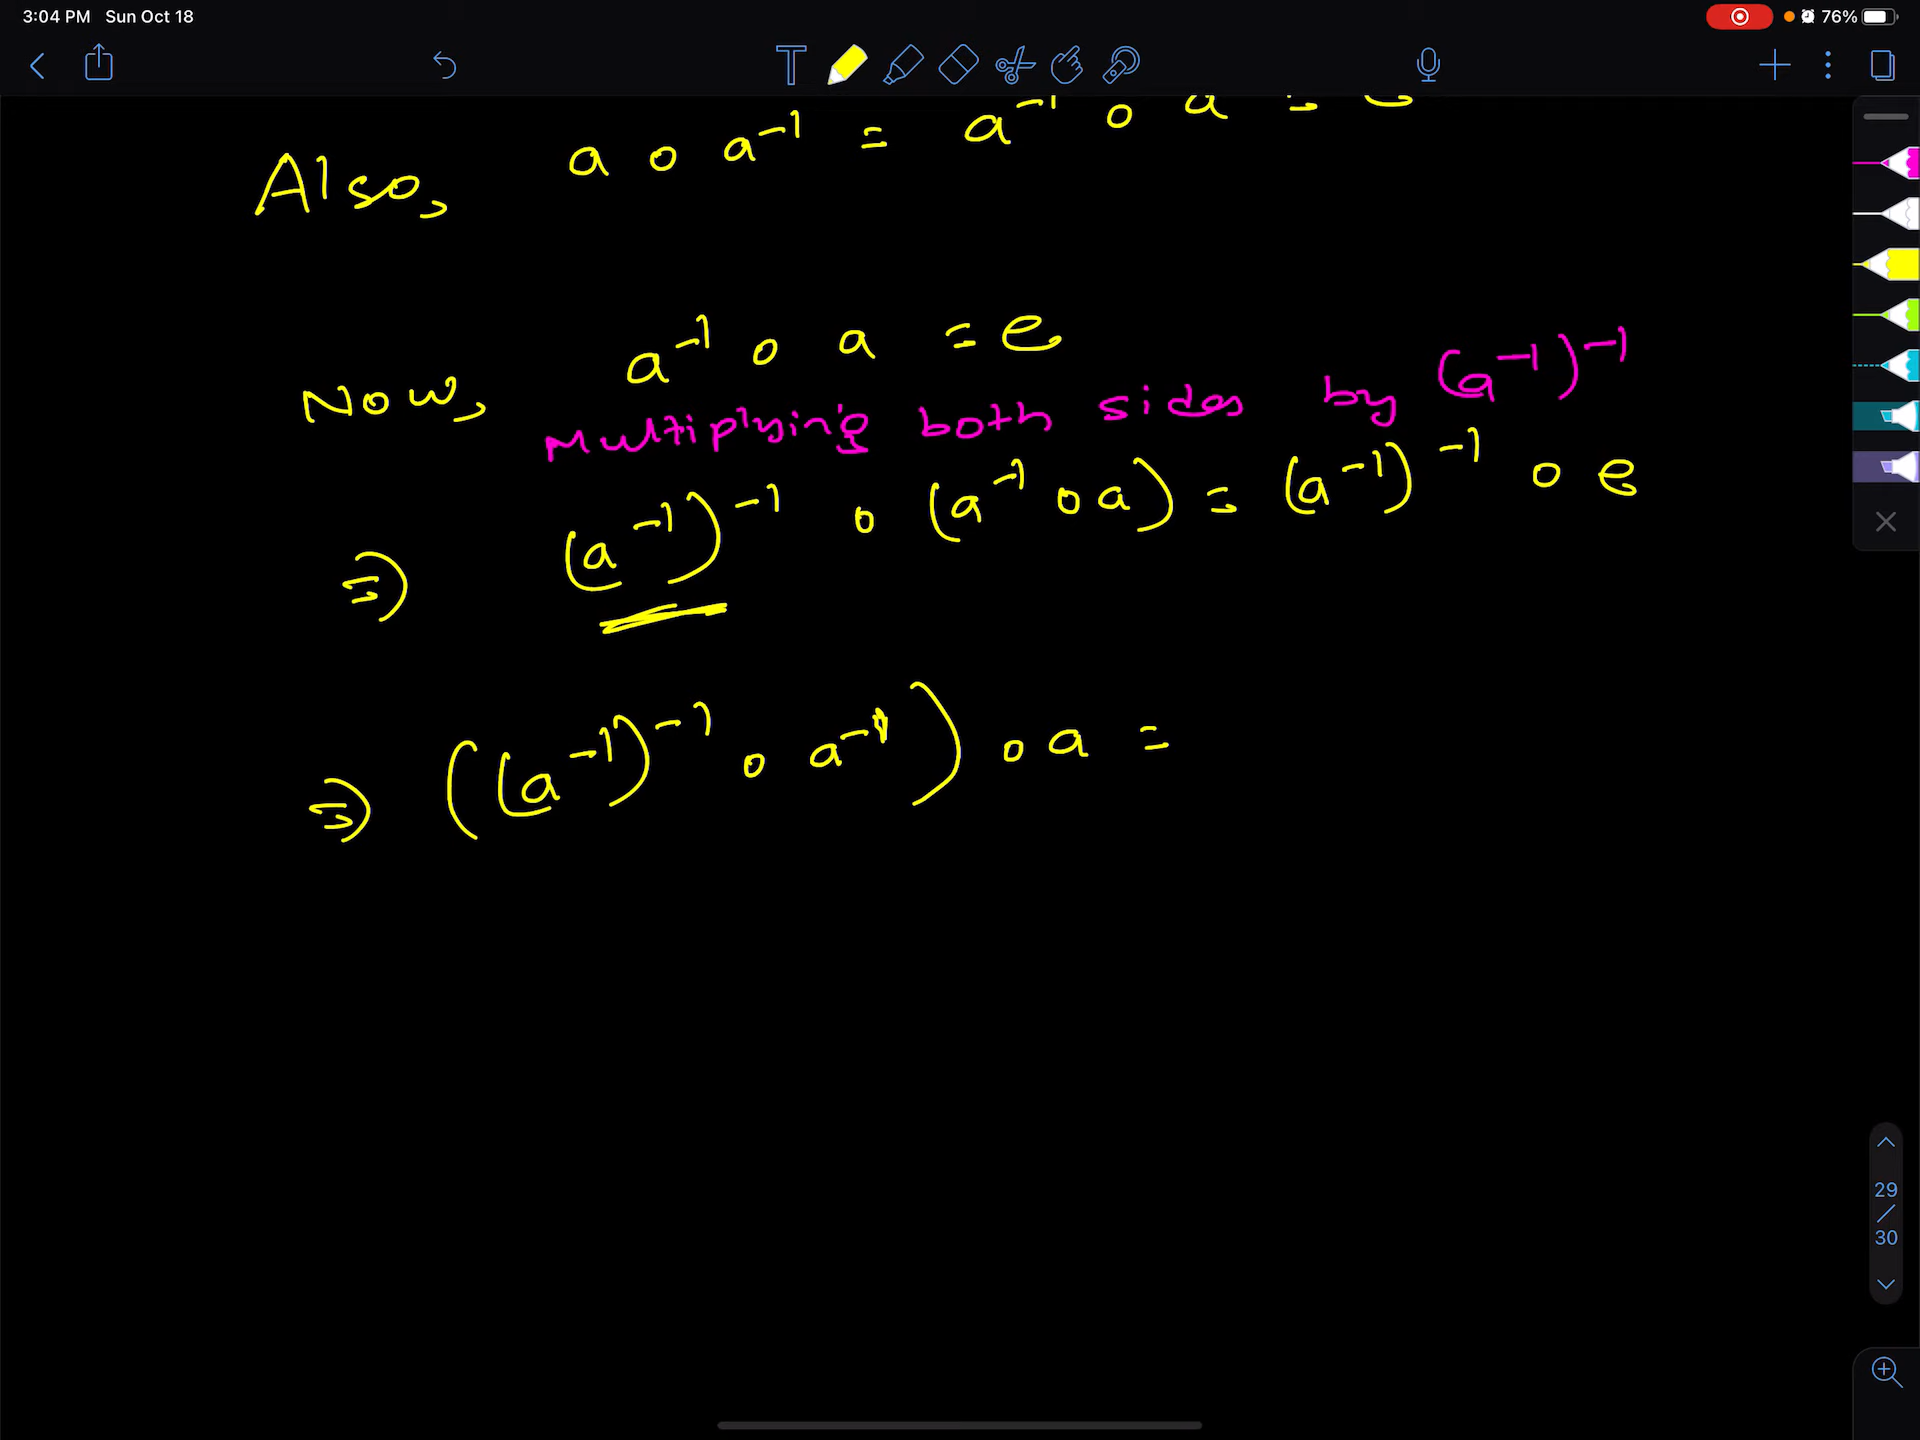 3:04 PM Sun Oct 18
76%
Also, a o a⁻¹ = a⁻¹ o a = e
Now, a⁻¹ o a = e
Multiplying both sides by (a⁻¹)⁻¹
⇒ (a⁻¹)⁻¹ o (a⁻¹ o a) = (a⁻¹)⁻¹ o e
⇒ ((a⁻¹)⁻¹ o a⁻¹) o a =
29
/
30